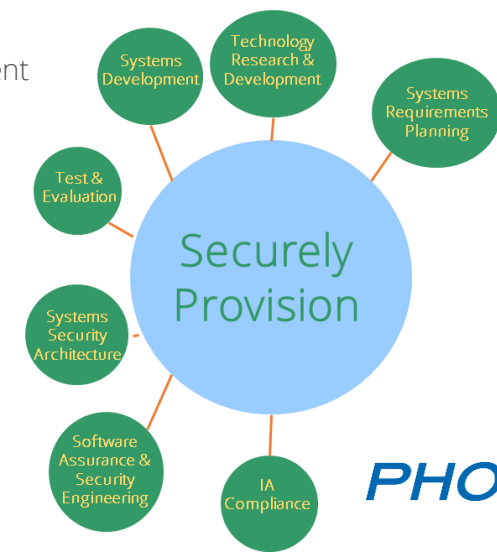 ent
Technology
Research &
Development
Systems
Development
Systems
Requirements
Planning
Test &
Evaluation
Securely
Provision
Systems
Security
Architecture
Software
Assurance &
Security
Engineering
IA
Compliance
PHO